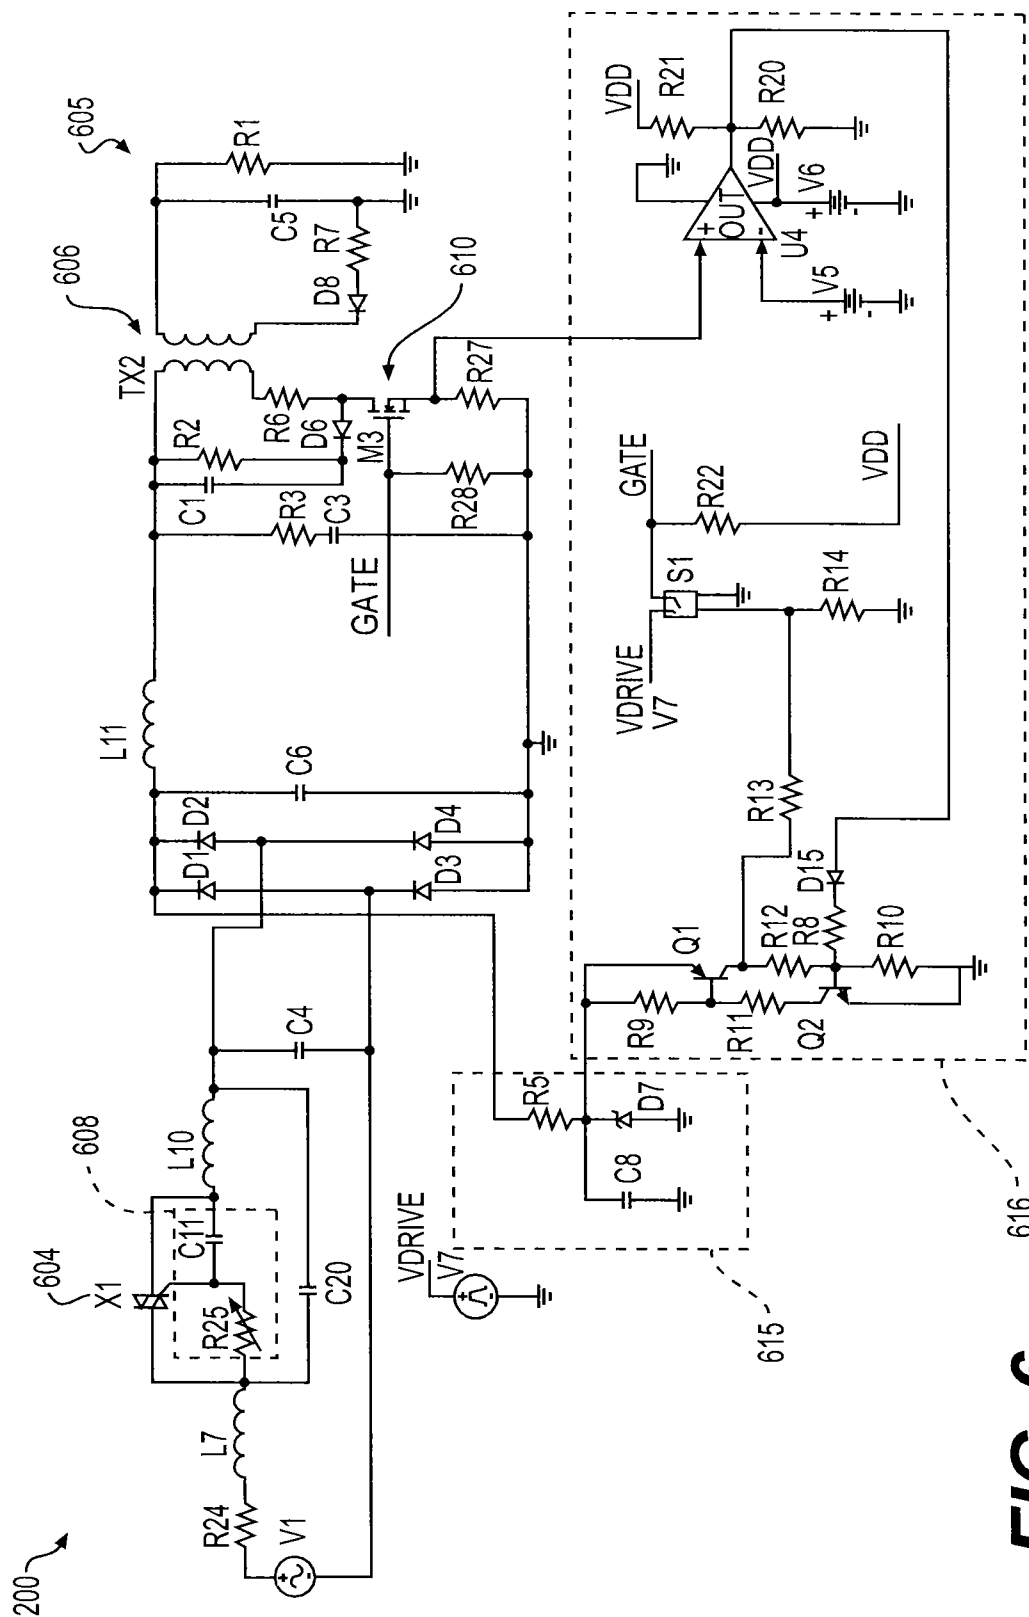 200
604
608
606
605
X1
C11
L10
R25
C20
L7
R24
V1
C4
D1
D2
D3
D4
C6
L11
R3
C3
C1
R2
R6
D6
TX2
M3
GATE
R28
R27
610
D8
R7
C5
R1
VDRIVE
V7
615
R5
C8
D7
616
R9
Q1
R11
Q2
R12
R8
R10
D15
R13
VDRIVE
V7
S1
GATE
R22
VDD
R14
V5
U4
+
OUT
-
VDD
V6
VDD
R21
R20
FIG. 6